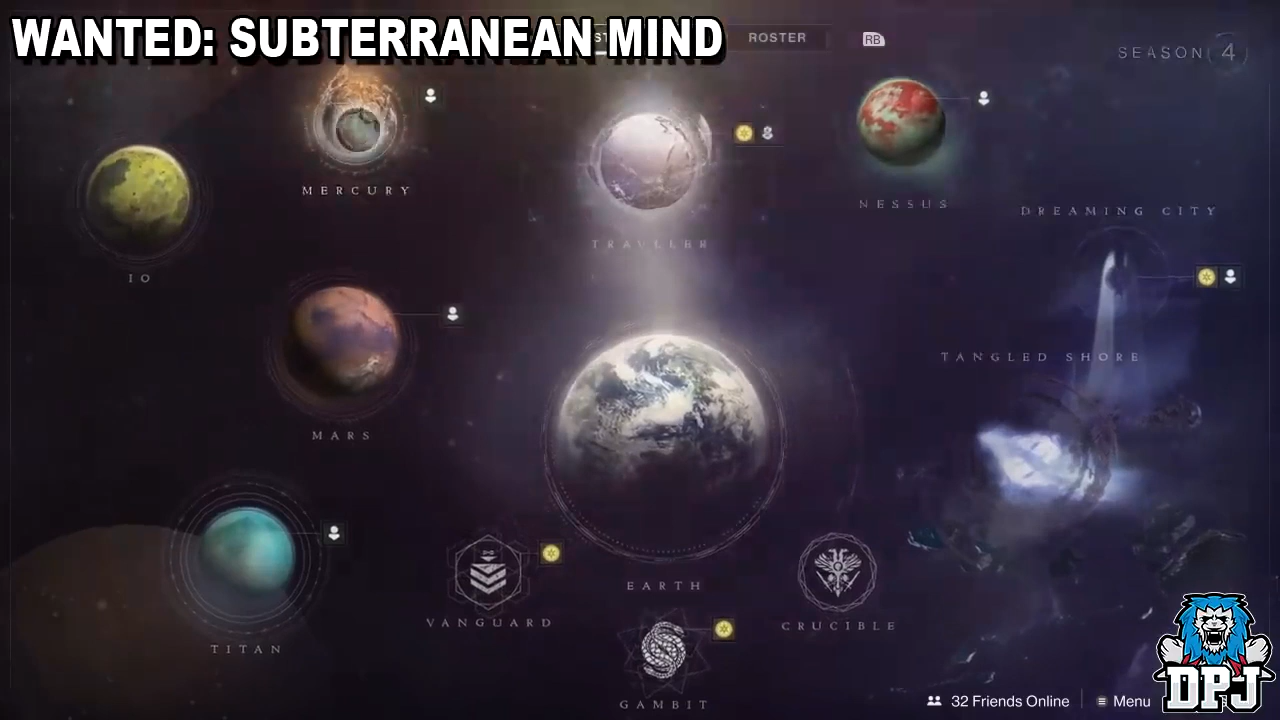 WANTED: SUBTERRANEAN MIND
ROSTER
RB
SEASON 4
MERCURY
NESSUS
DREAMING CITY
TRAVELER
IO
TANGLED SHORE
MARS
EARTH
VANGUARD
CRUCIBLE
TITAN
GAMBIT
32 Friends Online
Menu
DPJ